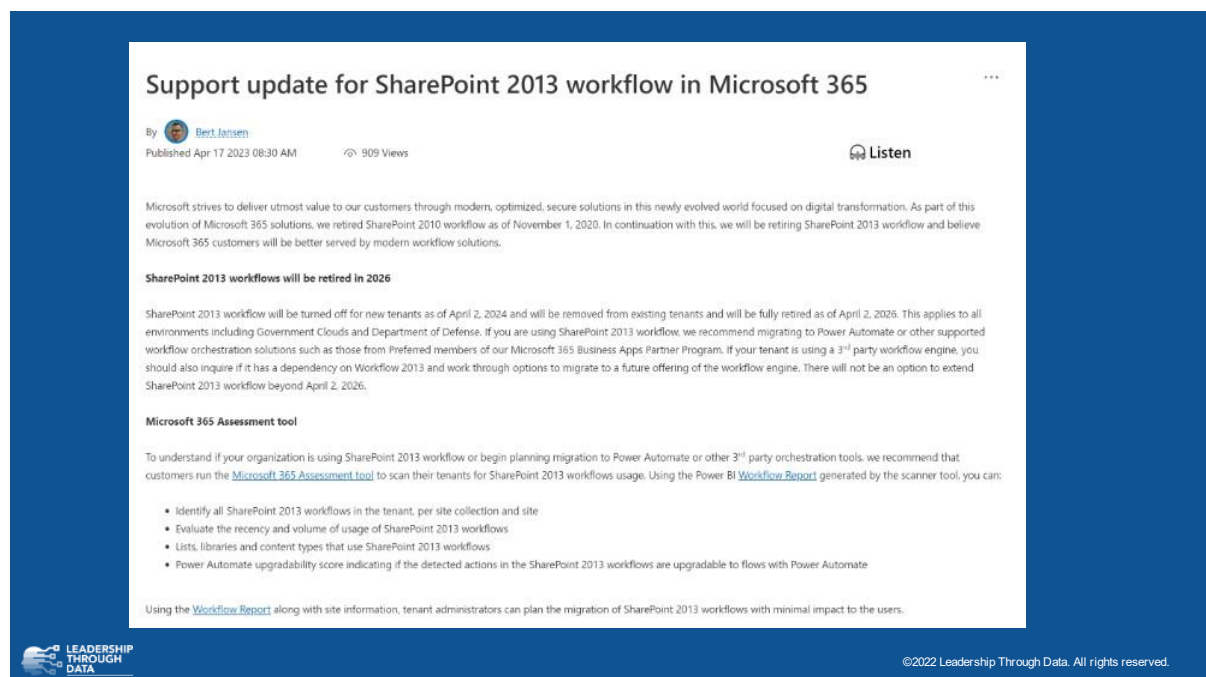 Support update for SharePoint 2013 workflow in Microsoft 365
...
By Bert Jansen
Published Apr 17 2023 08:30 AM 909 Views
Listen
Microsoft strives to deliver utmost value to our customers through modern, optimized, secure solutions in this newly evolved world focused on digital transformation. As part of this
evolution of Microsoft 365 solutions, we retired SharePoint 2010 workflow as of November 1, 2020. In continuation with this, we will be retiring SharePoint 2013 workflow and believe
Microsoft 365 customers will be better served by modern workflow solutions.
SharePoint 2013 workflows will be retired in 2026
SharePoint 2013 workflow will be turned off for new tenants as of April 2, 2024 and will be removed from existing tenants and will be fully retired as of April 2, 2026. This applies to all
environments including Government Clouds and Department of Defense. If you are using SharePoint 2013 workflow, we recommend migrating to Power Automate or other supported
workflow orchestration solutions such as those from Preferred members of our Microsoft 365 Business Apps Partner Program. If your tenant is using a 3rd party workflow engine, you
should also inquire if it has a dependency on Workflow 2013 and work through options to migrate to a future offering of the workflow engine. There will not be an option to extend
SharePoint 2013 workflow beyond April 2, 2026.
Microsoft 365 Assessment tool
To understand if your organization is using SharePoint 2013 workflow or begin planning migration to Power Automate or other 3rd party orchestration tools, we recommend that
customers run the Microsoft 365 Assessment tool to scan their tenants for SharePoint 2013 workflows usage. Using the Power BI Workflow Report generated by the scanner tool, you can:
• Identify all SharePoint 2013 workflows in the tenant, per site collection and site
• Evaluate the recency and volume of usage of SharePoint 2013 workflows
• Lists, libraries and content types that use SharePoint 2013 workflows
• Power Automate upgradability score indicating if the detected actions in the SharePoint 2013 workflows are upgradable to flows with Power Automate
Using the Workflow Report along with site information, tenant administrators can plan the migration of SharePoint 2013 workflows with minimal impact to the users.
LEADERSHIP
THROUGH
DATA
©2022 Leadership Through Data. All rights reserved.